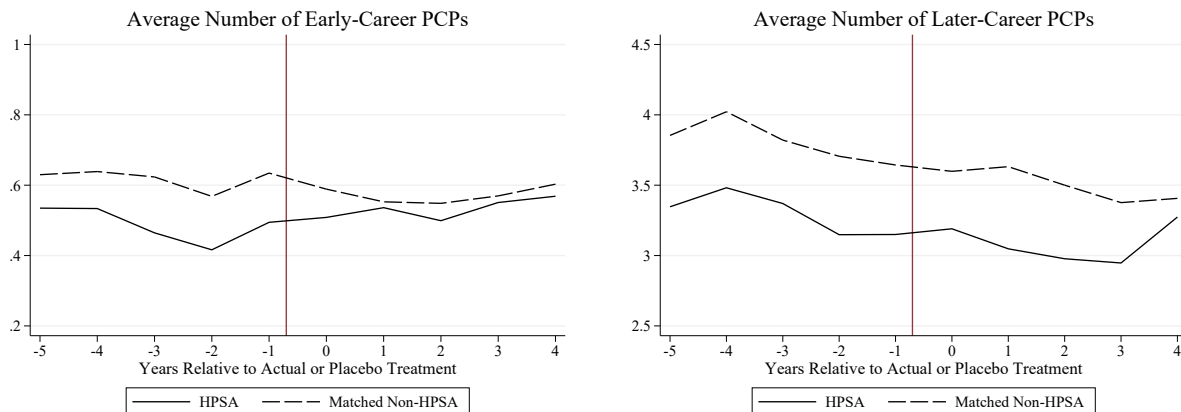 Average Number of Early-Career PCPs
1
.8
.6
.4
.2
-5 -4 -3 -2 -1 0 1 2 3 4
Years Relative to Actual or Placebo Treatment
HPSA Matched Non-HPSA
Average Number of Later-Career PCPs
4.5
4
3.5
3
2.5
-5 -4 -3 -2 -1 0 1 2 3 4
Years Relative to Actual or Placebo Treatment
HPSA Matched Non-HPSA